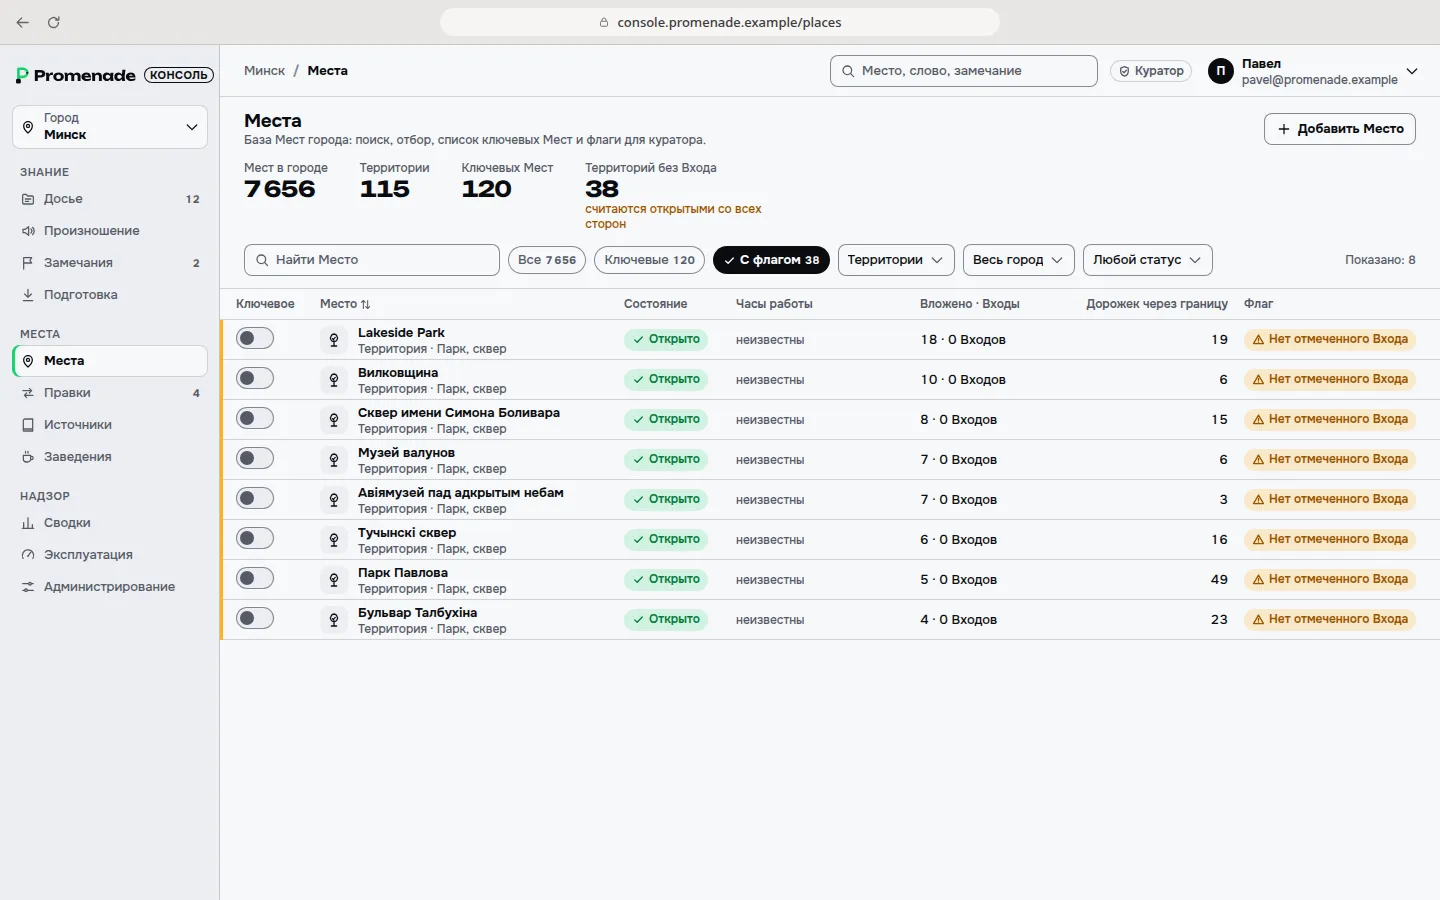 console.promenade.example/places
Promenade КОНСОЛЬ
Город
Минск
ЗНАНИЕ
Досье 12
Произношение
Замечания 2
Подготовка
МЕСТА
Места
Правки 4
Источники
Заведения
НАДЗОР
Сводки
Эксплуатация
Администрирование
Минск / Места
Место, слово, замечание
Куратор
П
Павел
pavel@promenade.example
Места
База Мест города: поиск, отбор, список ключевых Мест и флаги для куратора.
Добавить Место
Мест в городе
7 656
Территории
115
Ключевых Мест
120
Территорий без Входа
38
считаются открытыми со всех
сторон
Найти Место
Все 7 656
Ключевые 120
С флагом 38
Территории
Весь город
Любой статус
Показано: 8
Ключевое Место Состояние Часы работы Вложено · Входы Дорожек через границу Флаг
Lakeside Park
Территория · Парк, сквер
Открыто неизвестны 18 · 0 Входов 19 Нет отмеченного Входа
Вилковщина
Территория · Парк, сквер
Открыто неизвестны 10 · 0 Входов 6 Нет отмеченного Входа
Сквер имени Симона Боливара
Территория · Парк, сквер
Открыто неизвестны 8 · 0 Входов 15 Нет отмеченного Входа
Музей валунов
Территория · Парк, сквер
Открыто неизвестны 7 · 0 Входов 6 Нет отмеченного Входа
Авіямузей пад адкрытым небам
Территория · Парк, сквер
Открыто неизвестны 7 · 0 Входов 3 Нет отмеченного Входа
Тучынскі сквер
Территория · Парк, сквер
Открыто неизвестны 6 · 0 Входов 16 Нет отмеченного Входа
Парк Павлова
Территория · Парк, сквер
Открыто неизвестны 5 · 0 Входов 49 Нет отмеченного Входа
Бульвар Талбухіна
Территория · Парк, сквер
Открыто неизвестны 4 · 0 Входов 23 Нет отмеченного Входа